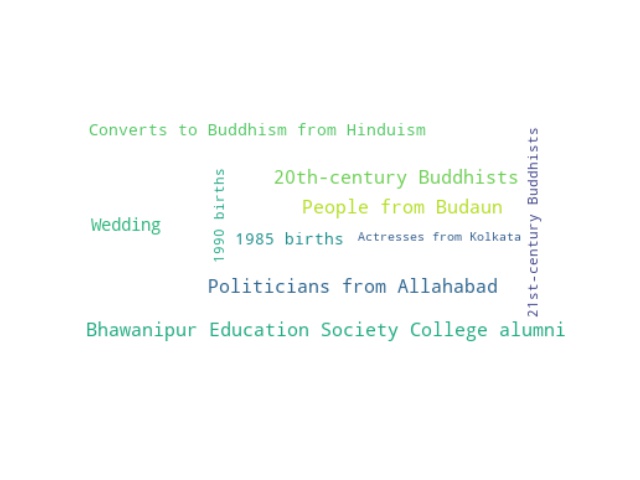 Converts to Buddhism from Hinduism
20th-century Buddhists
21st-century Buddhists
1990 births
People from Budaun
Wedding
1985 births
Actresses from Kolkata
Politicians from Allahabad
Bhawanipur Education Society College alumni